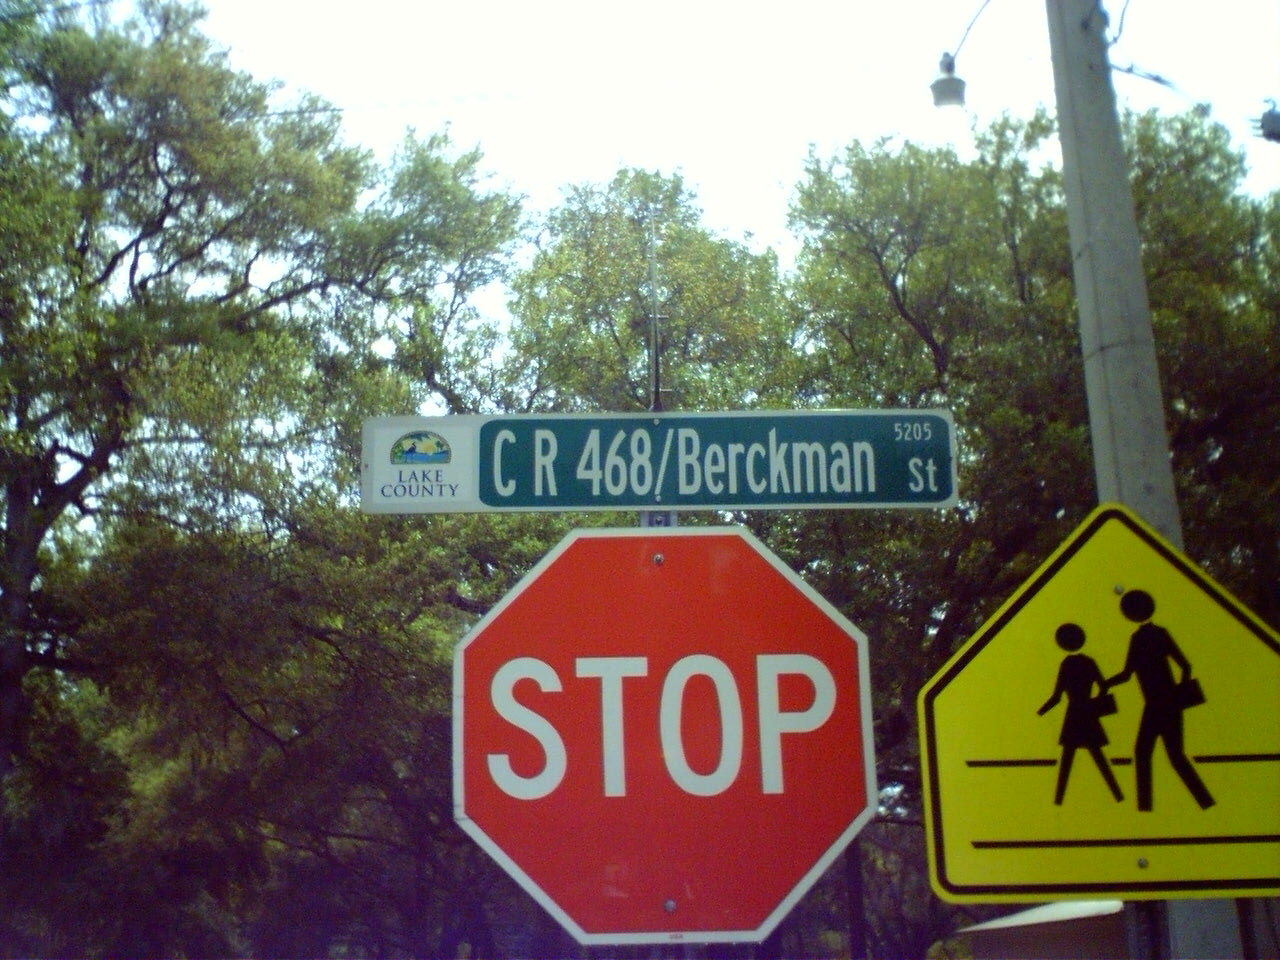 LAKE
COUNTY
C R 468/Berckman St
5205
STOP